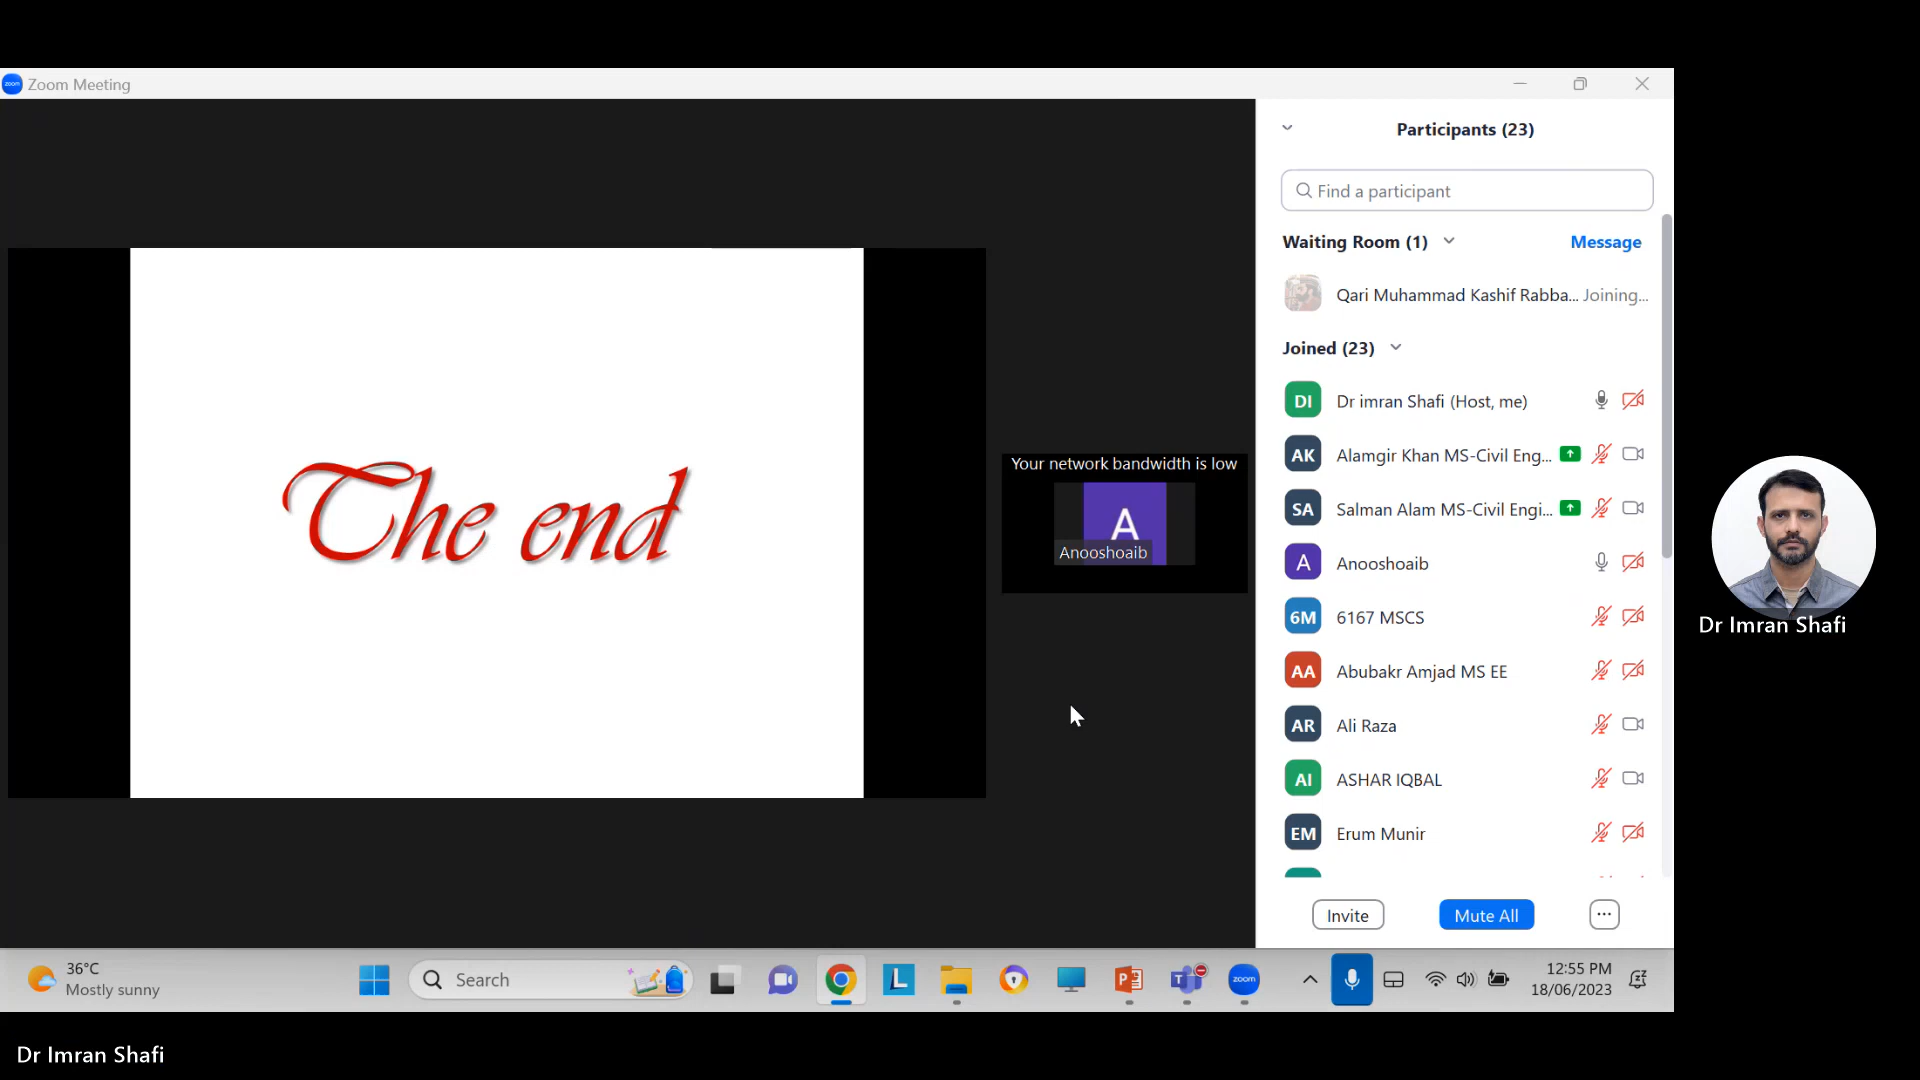 zoom Zoom Meeting
Participants (23)
Find a participant
Waiting Room (1) Message
Qari Muhammad Kashif Rabba... Joining...
Joined (23)
DI Dr imran Shafi (Host, me)
AK Alamgir Khan MS-Civil Eng...
SA Salman Alam MS-Civil Engi...
A Anooshoaib
6M 6167 MSCS
AA Abubakr Amjad MS EE
AR Ali Raza
AI ASHAR IQBAL
EM Erum Munir
Invite Mute All ...
The end
Your network bandwidth is low
A
Anooshoaib
Dr Imran Shafi
36°C
Mostly sunny
Search
L
P
T
zoom
12:55 PM
18/06/2023
Dr Imran Shafi